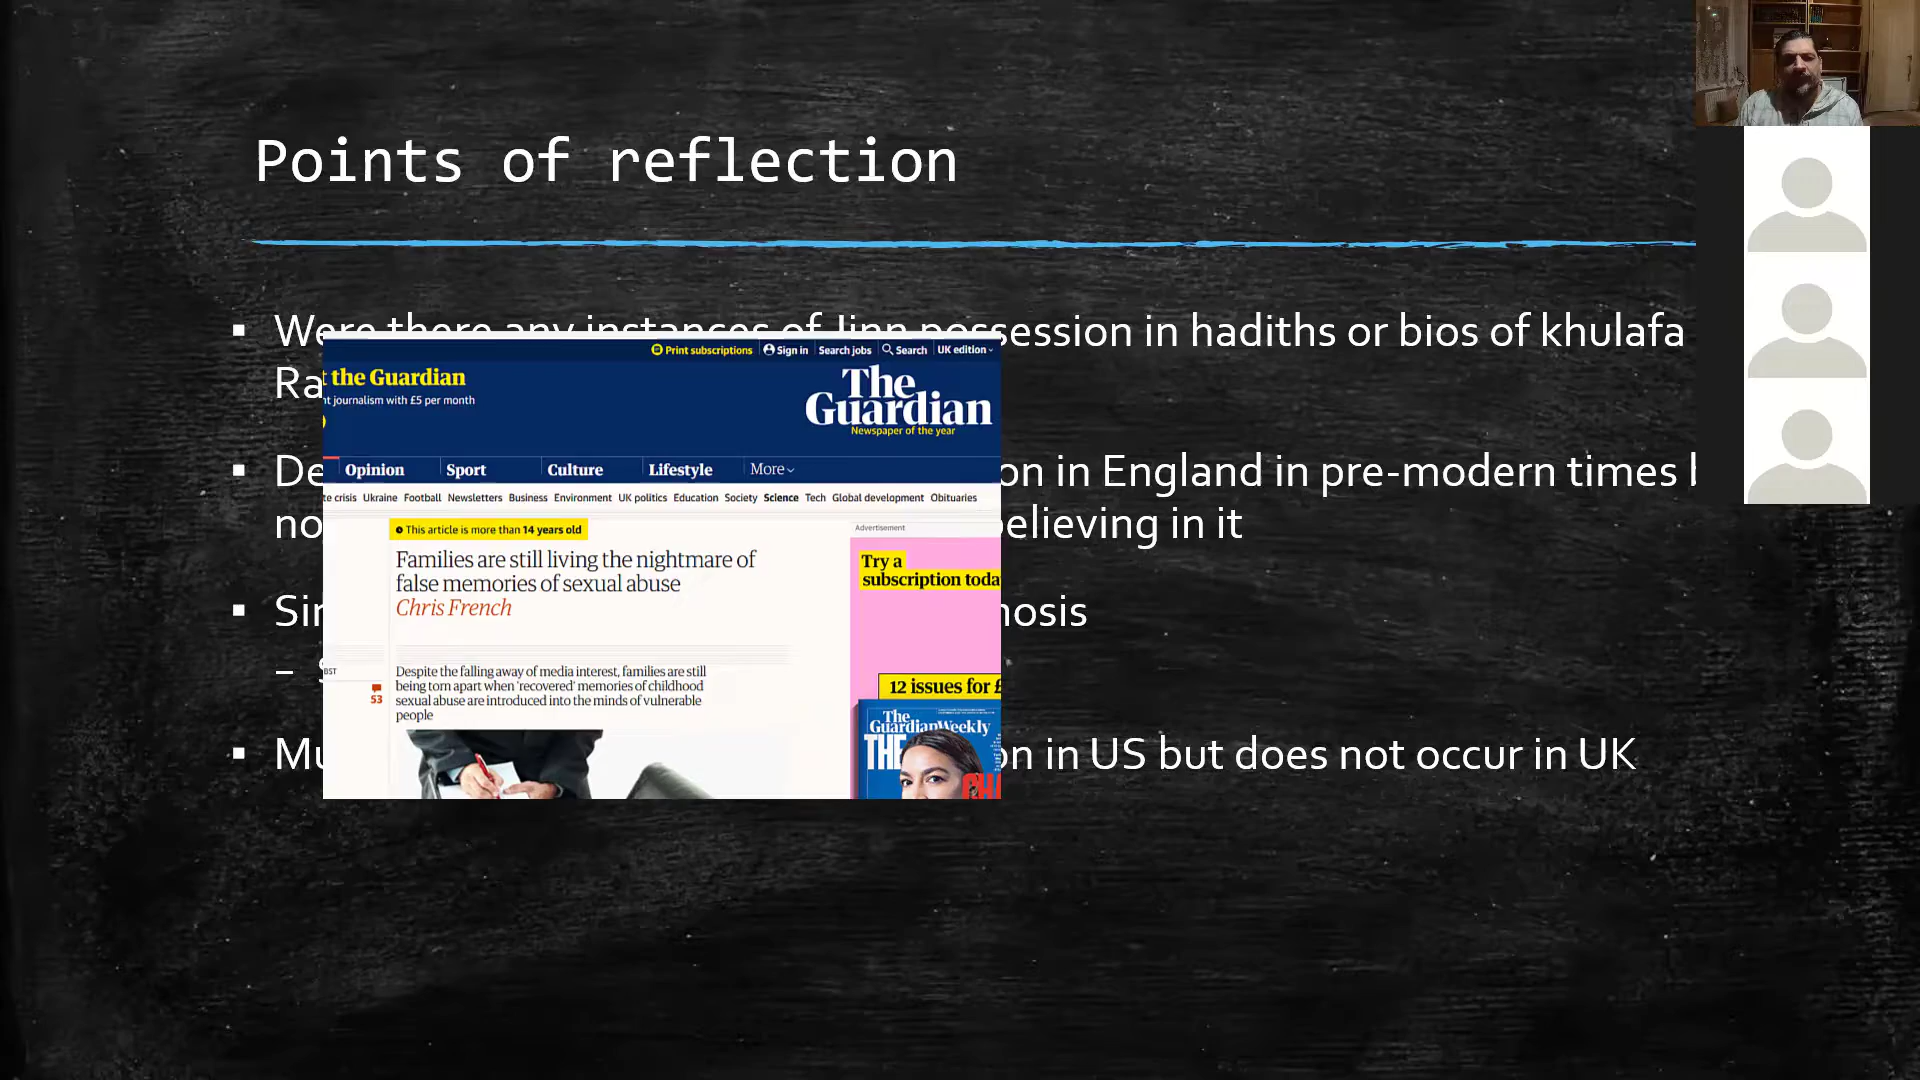 Points of reflection
▪ Were there any instances of Jinn possession in hadiths or bios of khulafa
Ra
▪ De on in England in pre-modern times
no believing in it
▪ nosis
–
▪ Mu on in US but does not occur in UK
Print subscriptions Sign in Search jobs Search UK edition
the Guardian
journalism with £5 per month
The
Guardian
Newspaper of the year
Opinion Sport Culture Lifestyle More
crisis Ukraine Football Newsletters Business Environment UK politics Education Society Science Tech Global development Obituaries
This article is more than 14 years old
Families are still living the nightmare of
false memories of sexual abuse
Chris French
BST
53
Despite the falling away of media interest, families are still
being torn apart when 'recovered' memories of childhood
sexual abuse are introduced into the minds of vulnerable
people
Advertisement
Try a
subscription toda
12 issues for £
The
Guardian Weekly
THE